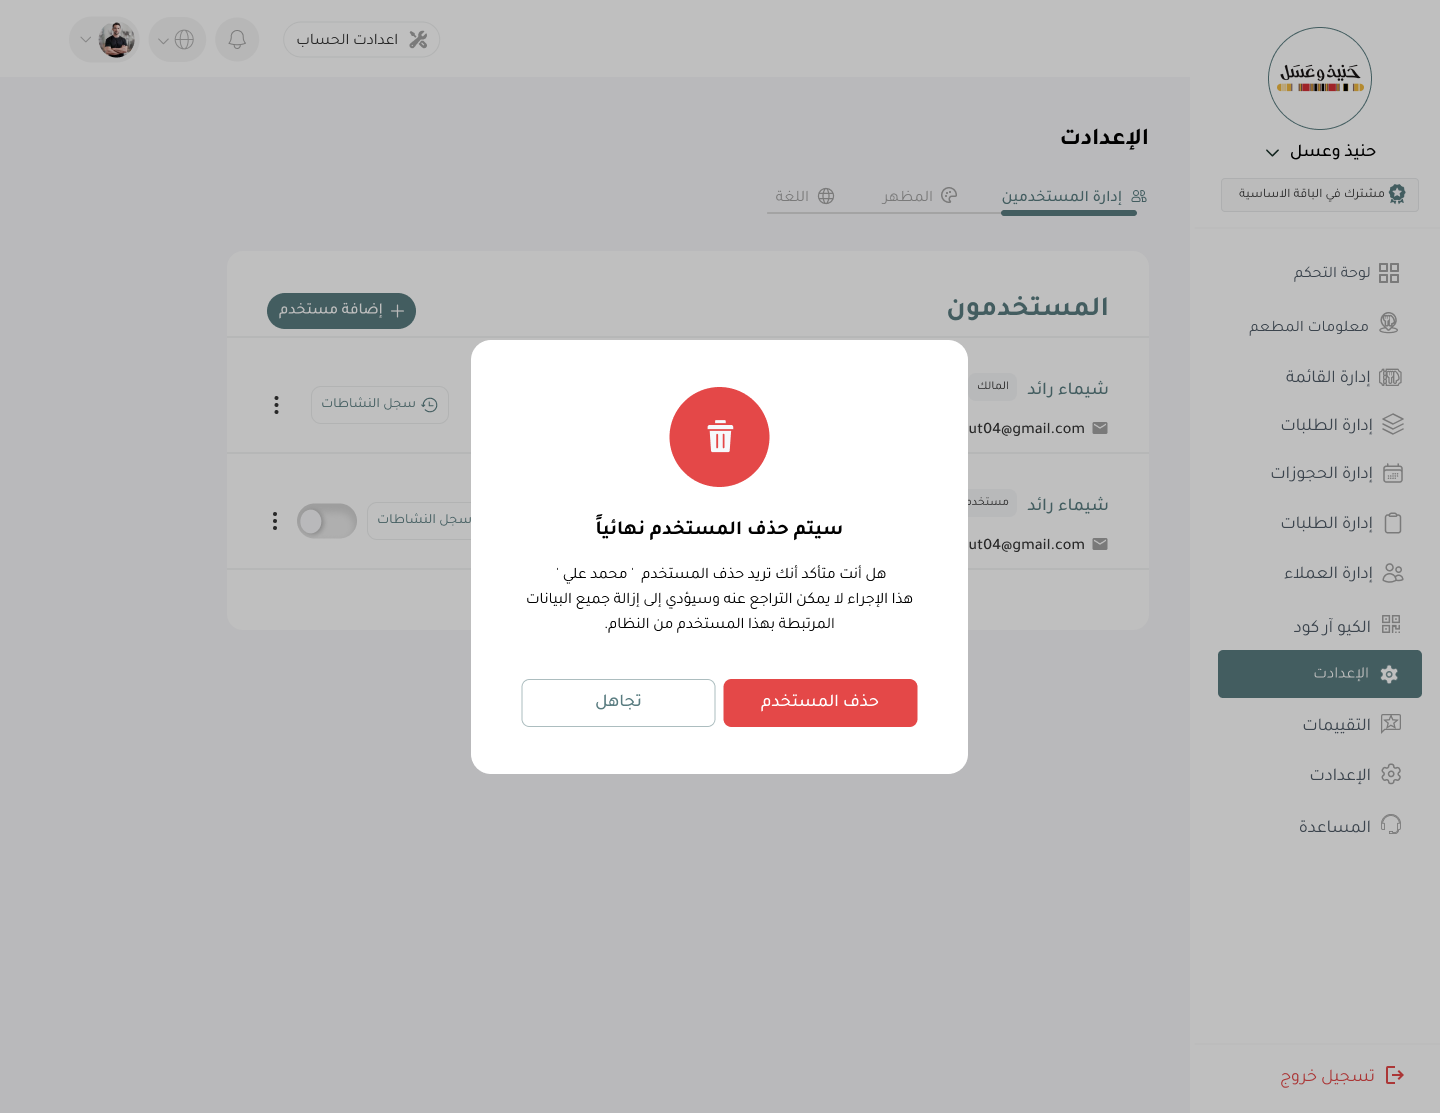 حنيذ وعسل
حنيذ وعسل
مشترك في الباقة الاساسية
لوحة التحكم
معلومات المطعم
إدارة القائمة
إدارة الطلبات
إدارة الحجوزات
إدارة الطلبات
إدارة العملاء
الكيو آر كود
الإعدادت
التقييمات
الإعدادت
المساعدة
تسجيل خروج
اعدادت الحساب
الإعدادت
إدارة المستخدمين
المظهر
اللغة
المستخدمون
إضافة مستخدم
شيماء رائد
المالك
ut04@gmail.com
سجل النشاطات
شيماء رائد
مستخدم
ut04@gmail.com
سجل النشاطات
سيتم حذف المستخدم نهائياً
هل أنت متأكد أنك تريد حذف المستخدم ' محمد علي '
هذا الإجراء لا يمكن التراجع عنه وسيؤدي إلى إزالة جميع البيانات
المرتبطة بهذا المستخدم من النظام.
حذف المستخدم
تجاهل